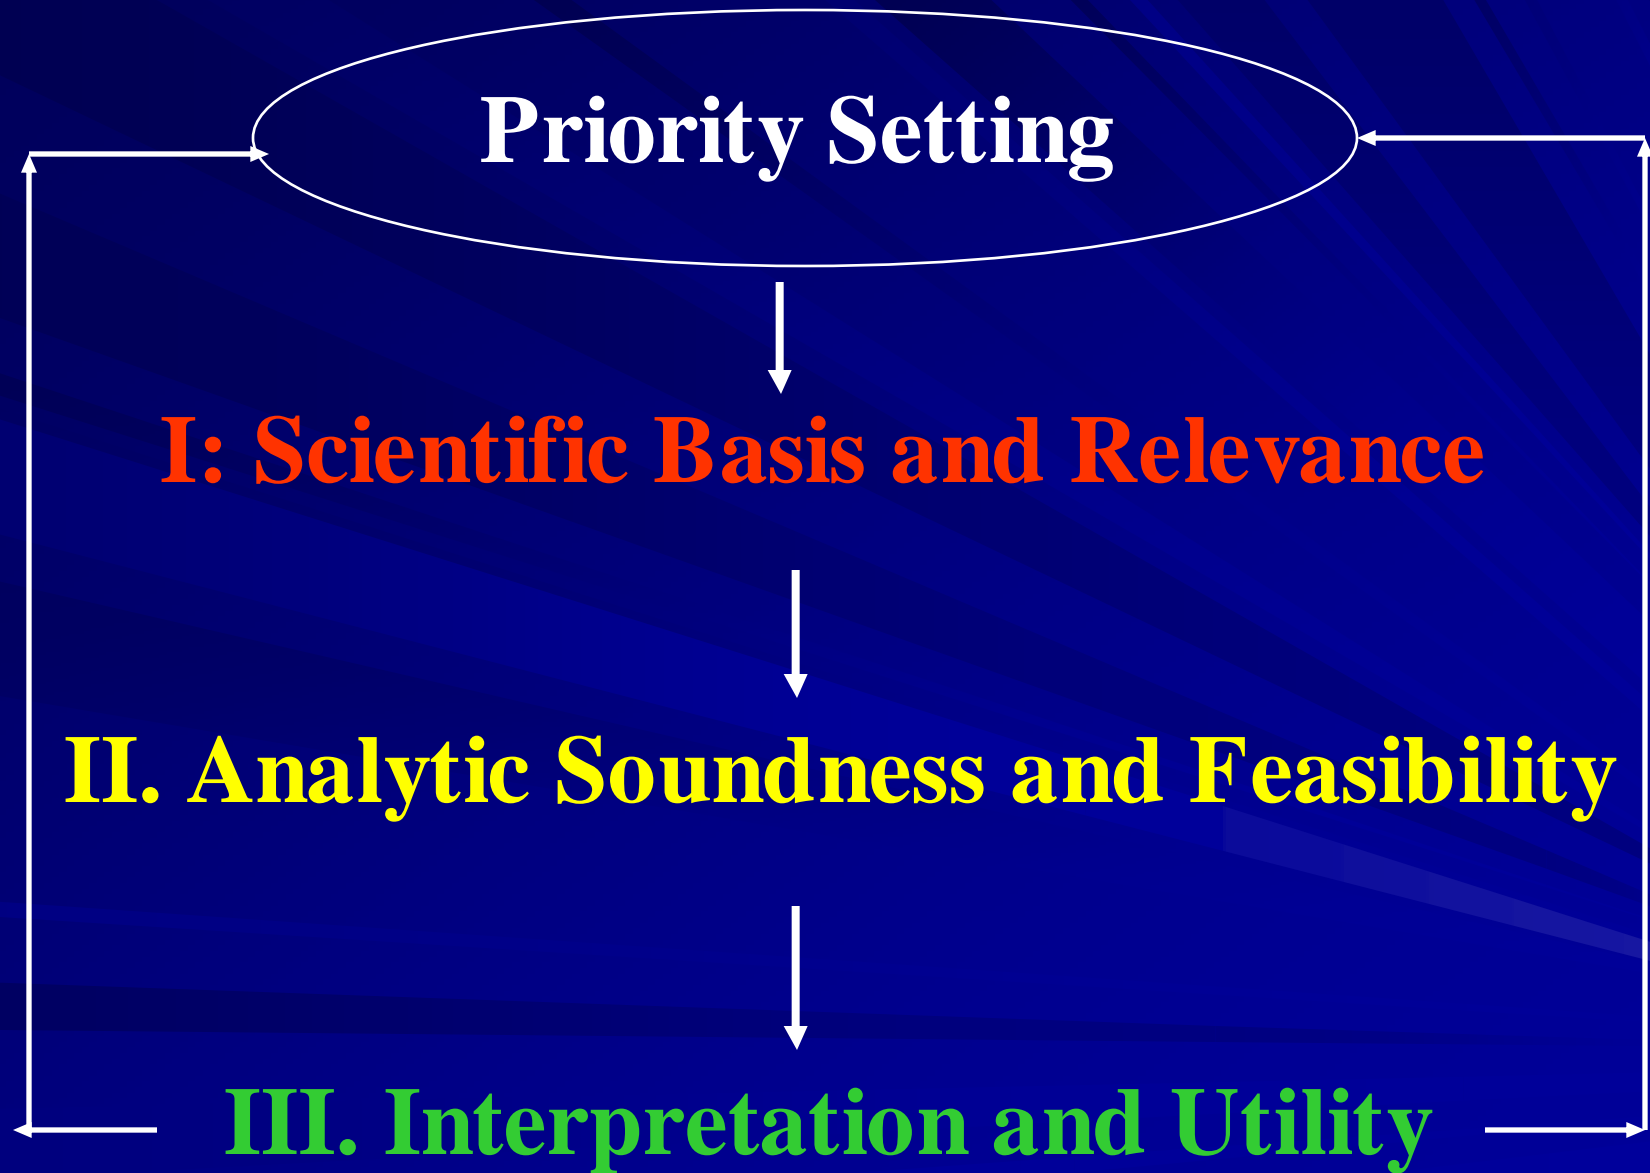 Priority Setting
I: Scientific Basis and Relevance
II. Analytic Soundness and Feasibility
III. Interpretation and Utility